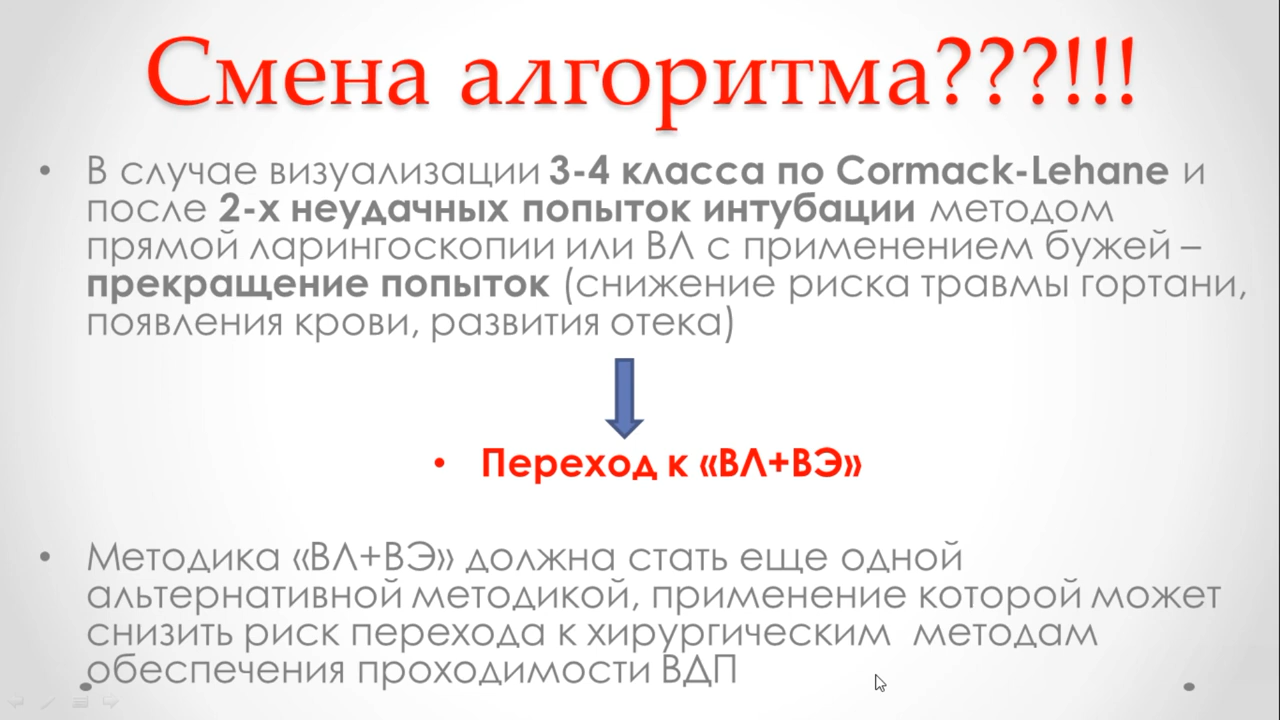 Смена алгоритма???!!!
• В случае визуализации 3-4 класса по Cormack-Lehane и
после 2-х неудачных попыток интубации методом
прямой ларингоскопии или ВЛ с применением бужей –
прекращение попыток (снижение риска травмы гортани,
появления крови, развития отека)
• Переход к «ВЛ+ВЭ»
• Методика «ВЛ+ВЭ» должна стать еще одной
альтернативной методикой, применение которой может
снизить риск перехода к хирургическим методам
обеспечения проходимости ВДП